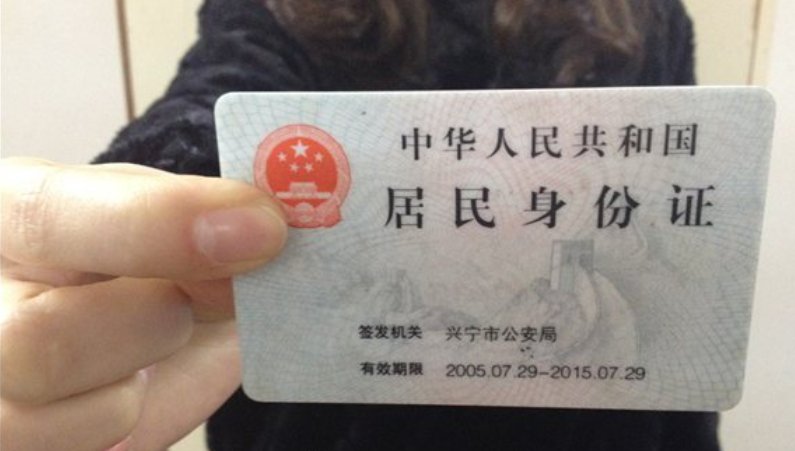 中华人民共和国
居民身份证
签发机关 兴宁市公安局
有效期限 2005.07.29-2015.07.29